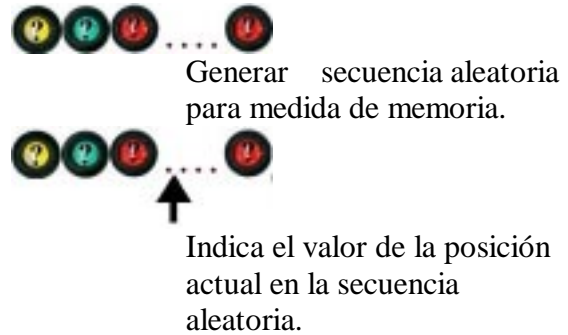 Generar secuencia aleatoria
para medida de memoria.
Indica el valor de la posición
actual en la secuencia
aleatoria.